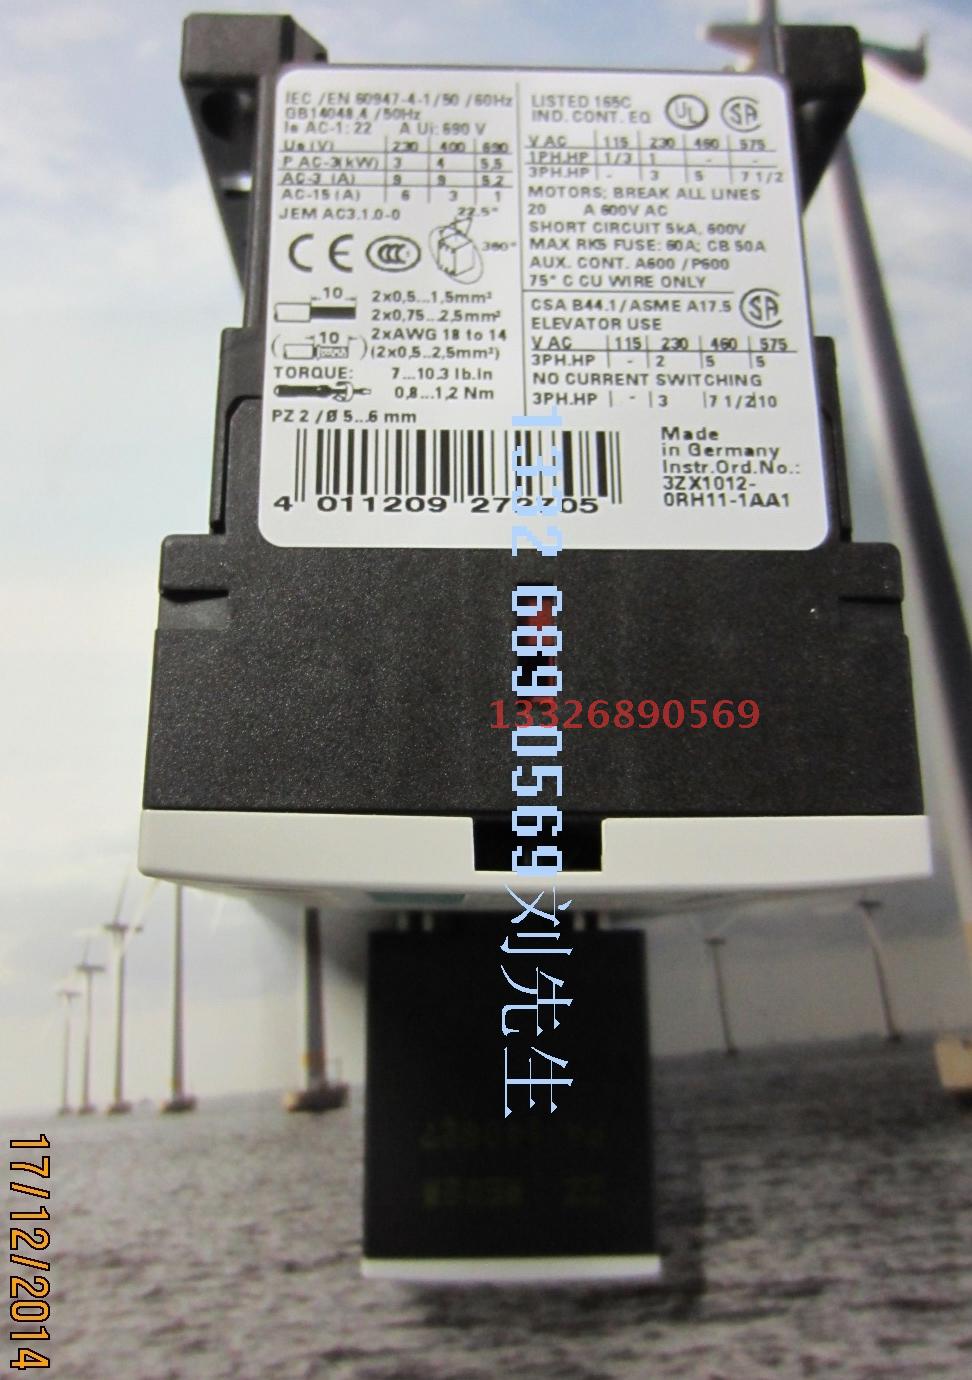 IEC /EN 60947-4-1/50 /60Hz
GB14048.4 /50Hz
Ie AC-1: 22 A Ui: 690 V
Ue (V) 230 400 690
P AC-3(kW) 3 4 5,5
AC-3 (A) 9 9 5,2
AC-15 (A) 6 3 1
JEM AC3.1.0-0
22.5°
360°
CE CCC
10 2x0,5...1,5mm²
2x0,75...2,5mm²
10 2xAWG 18 to 14
(2x0,5..2,5mm²)
TORQUE: 7...10.3 lb.in
0,8...1,2 Nm
PZ 2 / Ø 5...6 mm
4 011209 272705
LISTED 165C
IND. CONT. EQ
UL SA
V AC 115 230 460 575
1PH.HP 1/3 1 - -
3PH.HP - 3 5 7 1/2
MOTORS; BREAK ALL LINES
20 A 600V AC
SHORT CIRCUIT 5kA, 600V
MAX RK5 FUSE: 60A; CB 50A
AUX. CONT. A600 /P600
75° C CU WIRE ONLY
CSA B44.1/ASME A17.5
SA
ELEVATOR USE
V AC 115 230 460 575
3PH.HP - 2 5 5
NO CURRENT SWITCHING
3PH.HP - 3 7 1/2 10
Made
in Germany
Instr.Ord.No.:
3ZX1012-
0RH11-1AA1
1332 689 0569刘先生
13326890569
17/12/2014